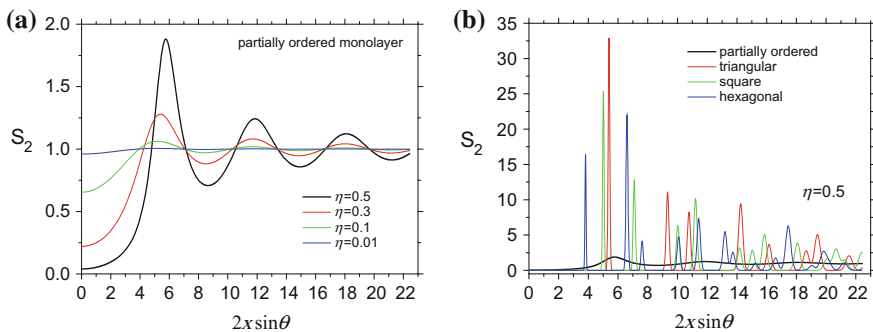 (a)
partially ordered monolayer
S2
2.0
1.5
1.0
0.5
0.0
η=0.5
η=0.3
η=0.1
η=0.01
0 2 4 6 8 10 12 14 16 18 20 22
2x sinθ
(b)
S2
35
30
25
20
15
10
5
0
partially ordered
triangular
square
hexagonal
η=0.5
0 2 4 6 8 10 12 14 16 18 20 22
2x sinθ